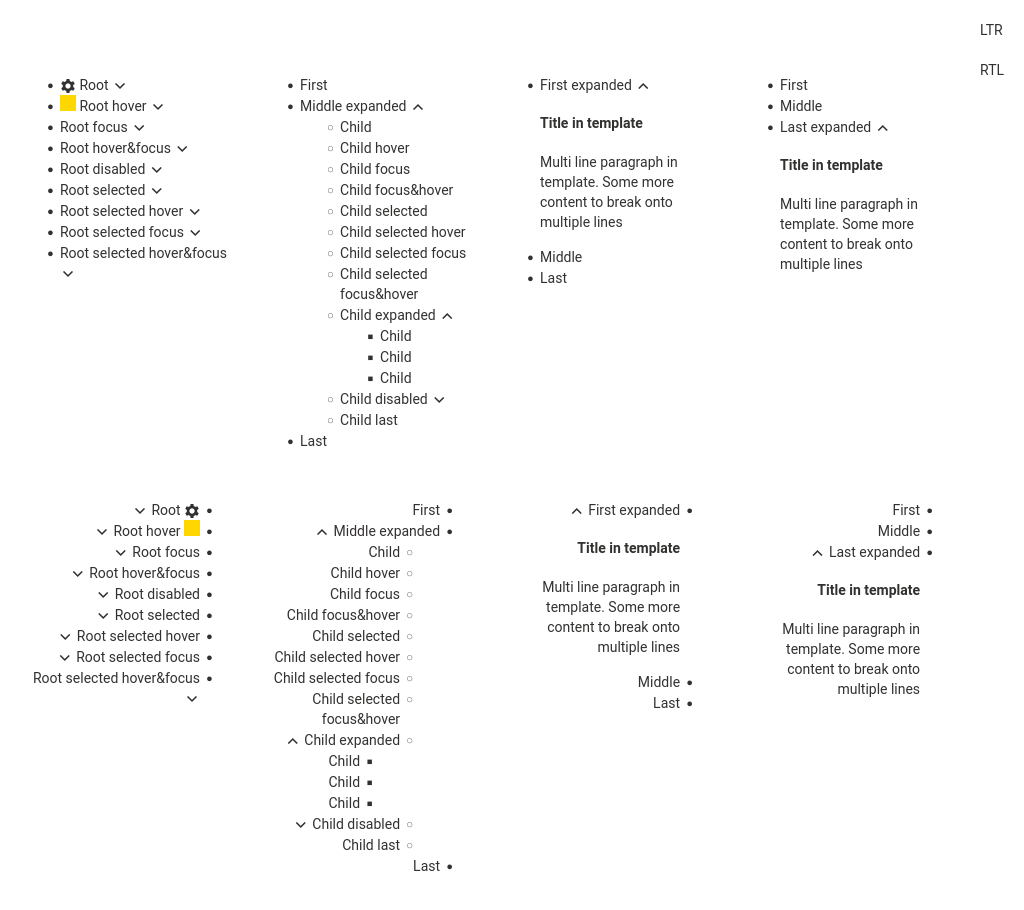 LTR
RTL
Root
Root hover
Root focus
Root hover&focus
Root disabled
Root selected
Root selected hover
Root selected focus
Root selected hover&focus
First
Middle expanded
Child
Child hover
Child focus
Child focus&hover
Child selected
Child selected hover
Child selected focus
Child selected
focus&hover
Child expanded
Child
Child
Child
Child disabled
Child last
Last
First expanded
Title in template
Multi line paragraph in
template. Some more
content to break onto
multiple lines
Middle
Last
First
Middle
Last expanded
Title in template
Multi line paragraph in
template. Some more
content to break onto
multiple lines
Root
Root hover
Root focus
Root hover&focus
Root disabled
Root selected
Root selected hover
Root selected focus
Root selected hover&focus
First
Middle expanded
Child
Child hover
Child focus
Child focus&hover
Child selected
Child selected hover
Child selected focus
Child selected
focus&hover
Child expanded
Child
Child
Child
Child disabled
Child last
Last
First expanded
Title in template
Multi line paragraph in
template. Some more
content to break onto
multiple lines
Middle
Last
First
Middle
Last expanded
Title in template
Multi line paragraph in
template. Some more
content to break onto
multiple lines